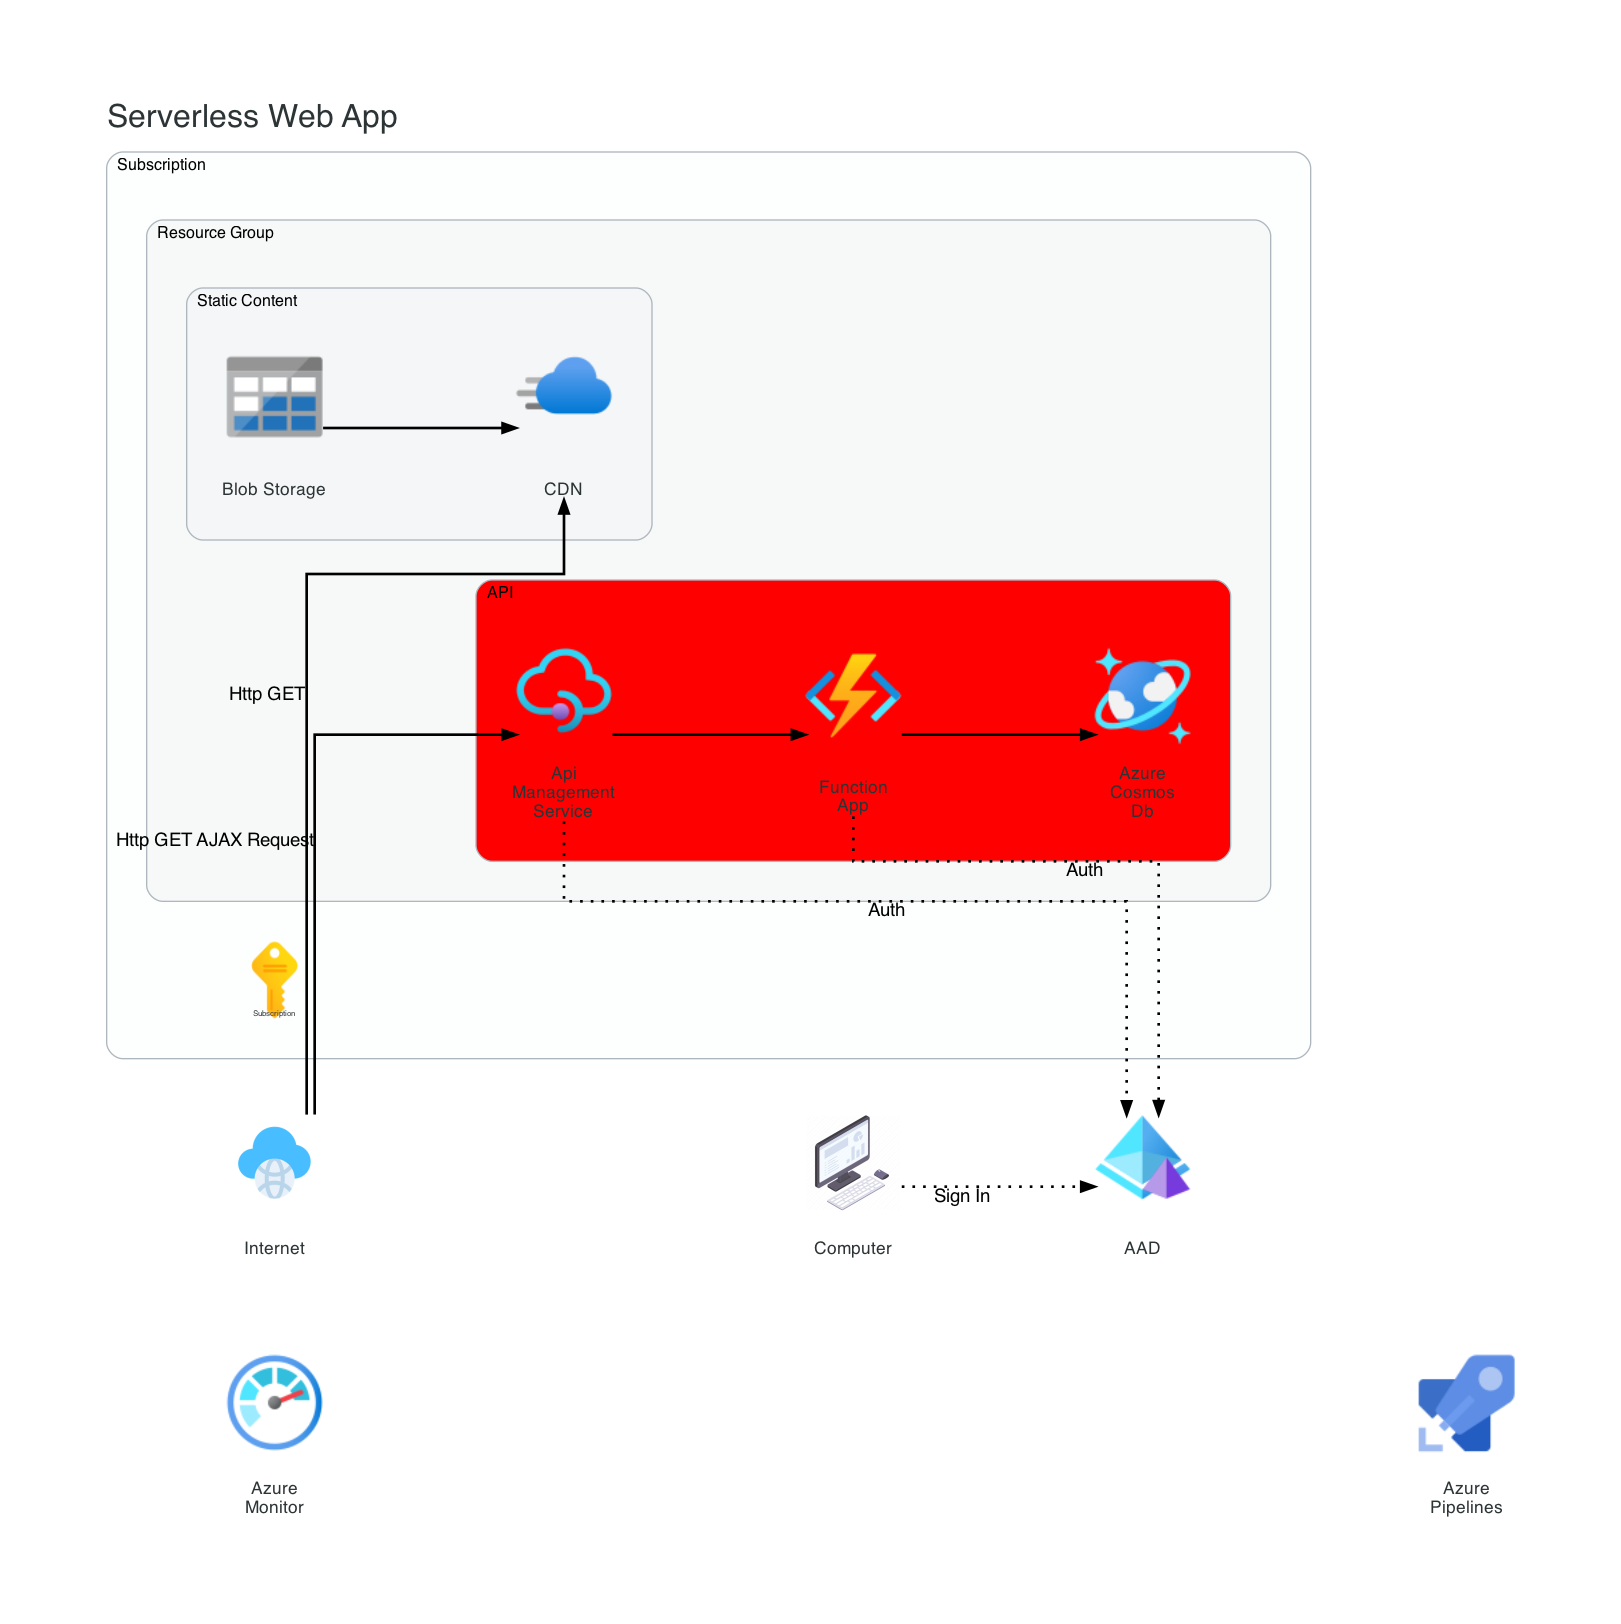 Serverless Web App
Subscription
Resource Group
Static Content
Blob Storage
CDN
API
Http GET
Api
Management
Service
Function
App
Azure
Cosmos
Db
Http GET AJAX Request
Auth
Auth
Subscription
Sign In
Internet
Computer
AAD
Azure
Monitor
Azure
Pipelines